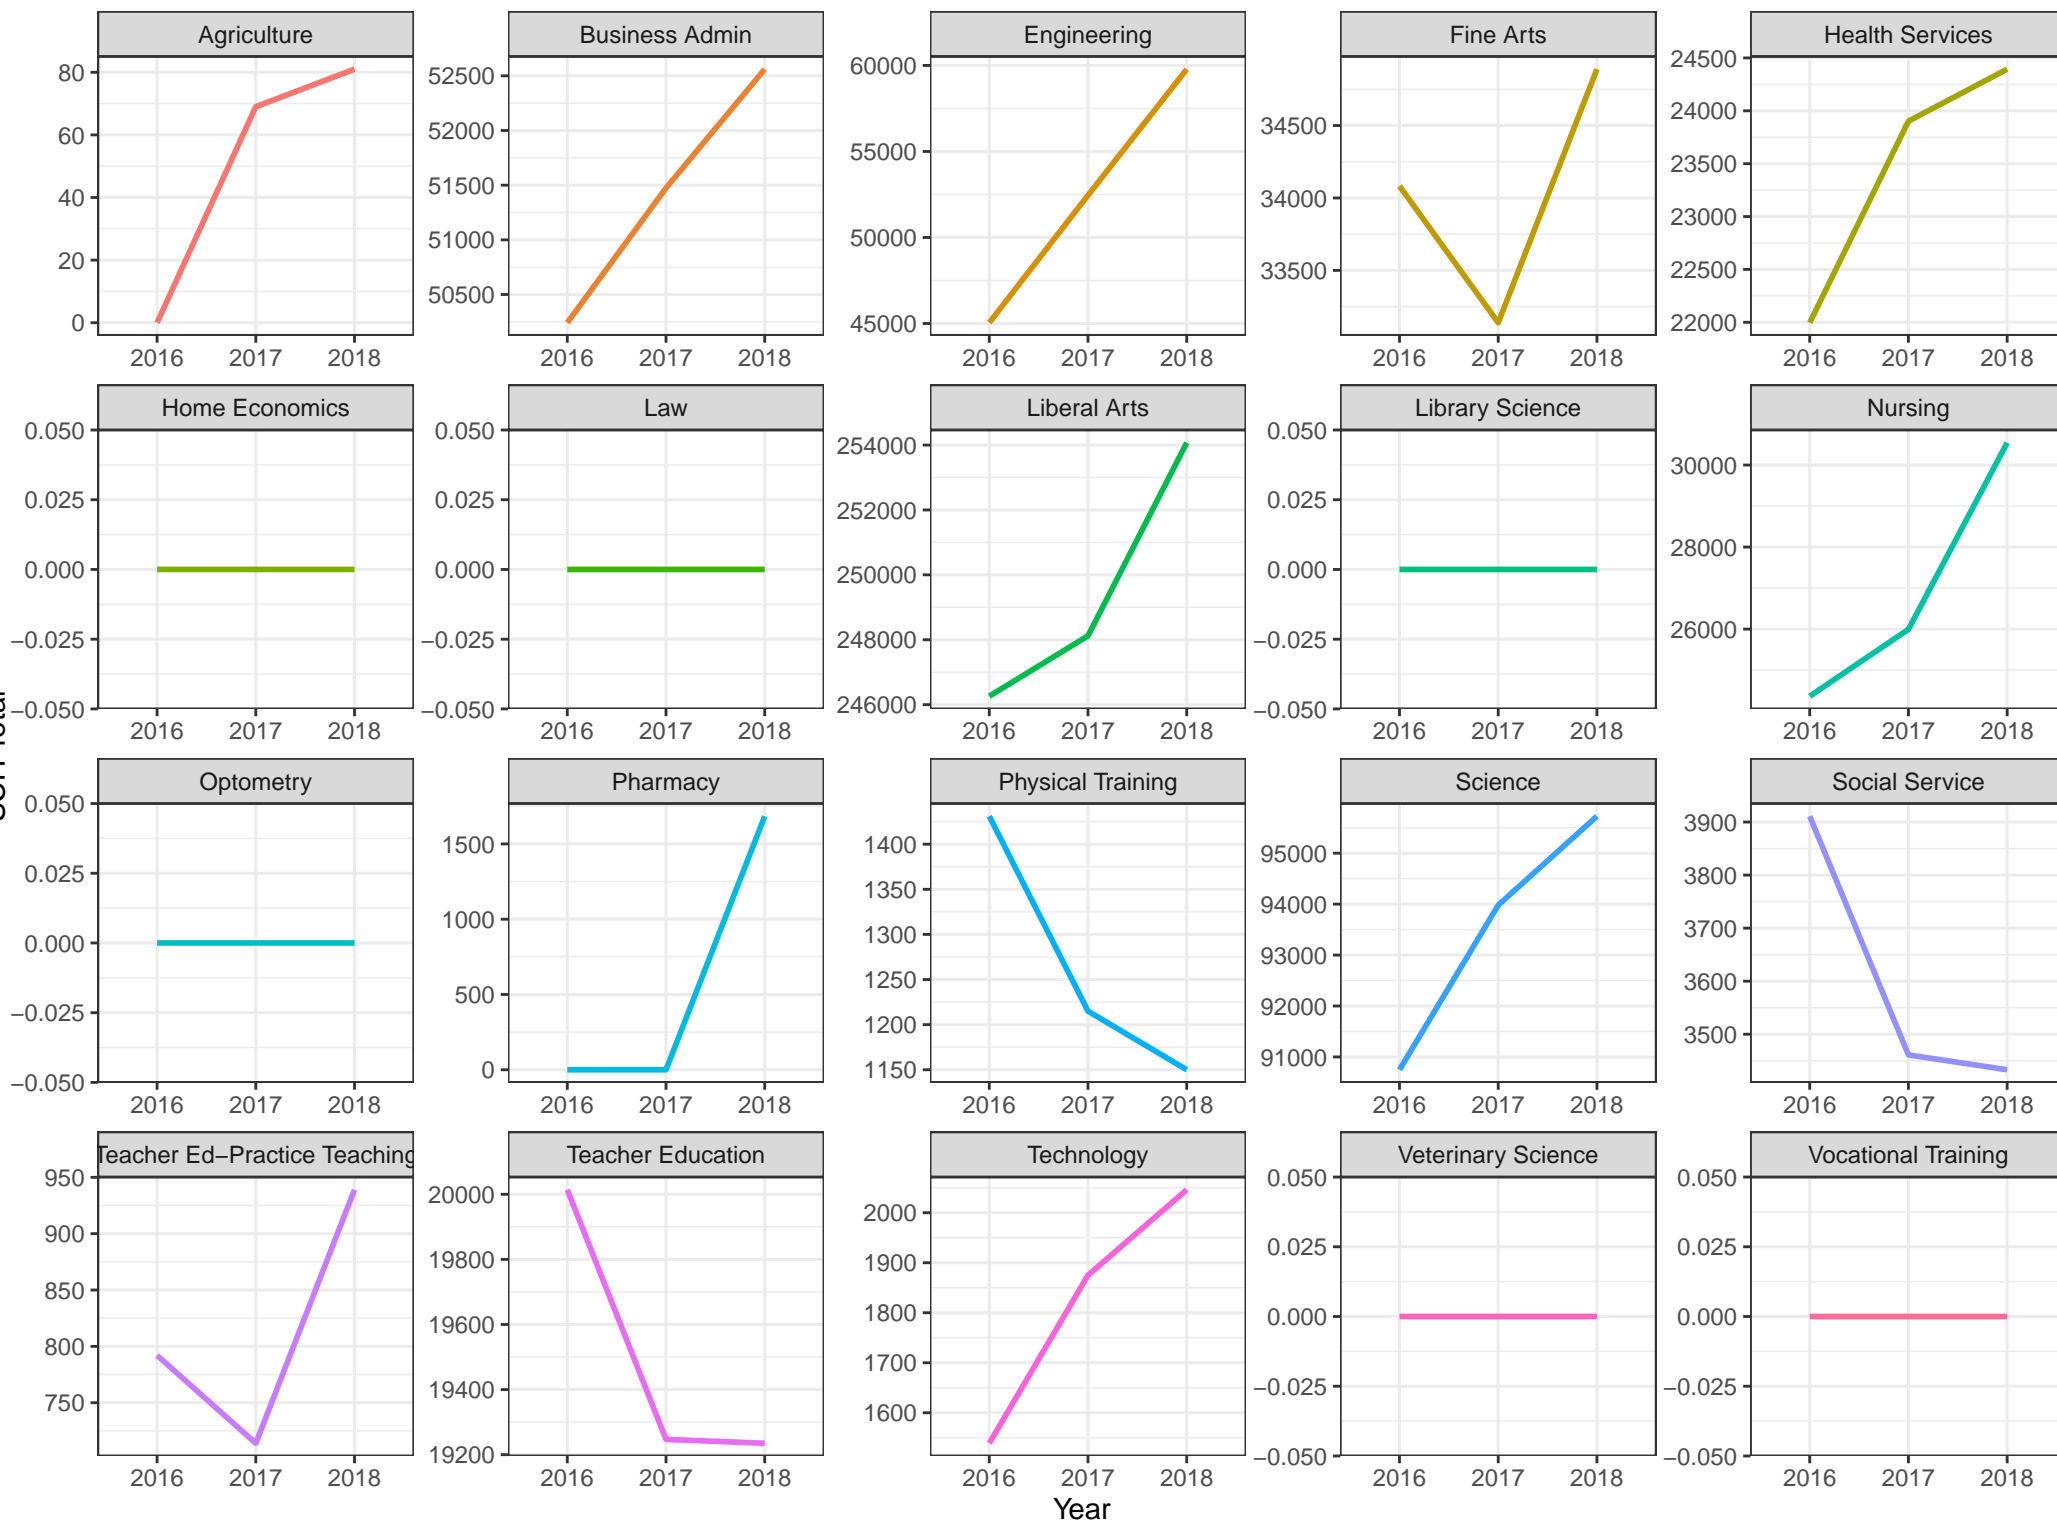 Agriculture Business Admin Engineering Fine Arts Health Services
80 60 40 20 0
52500 52000 51500 51000 50500
60000 55000 50000 45000
34500 34000 33500
24500 24000 23500 23000 22500 22000
2016 2017 2018 2016 2017 2018 2016 2017 2018 2016 2017 2018 2016 2017 2018
Home Economics Law Liberal Arts Library Science Nursing
0.050 0.025 0.000 −0.025 −0.050
0.050 0.025 0.000 −0.025 −0.050
254000 252000 250000 248000 246000
0.050 0.025 0.000 −0.025 −0.050
30000 28000 26000
2016 2017 2018 2016 2017 2018 2016 2017 2018 2016 2017 2018 2016 2017 2018
Optometry Pharmacy Physical Training Science Social Service
0.050 0.025 0.000 −0.025 −0.050
1500 1000 500 0
1400 1350 1300 1250 1200 1150
95000 94000 93000 92000 91000
3900 3800 3700 3600 3500
2016 2017 2018 2016 2017 2018 2016 2017 2018 2016 2017 2018 2016 2017 2018
Teacher Ed−Practice Teaching Teacher Education Technology Veterinary Science Vocational Training
950 900 850 800 750
20000 19800 19600 19400 19200
2000 1900 1800 1700 1600
0.050 0.025 0.000 −0.025 −0.050
0.050 0.025 0.000 −0.025 −0.050
2016 2017 2018 2016 2017 2018 2016 2017 2018 2016 2017 2018 2016 2017 2018
Year